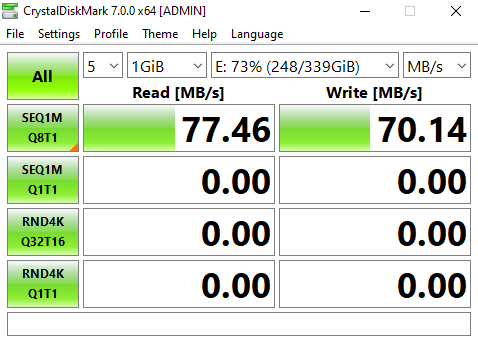 CrystalDiskMark 7.0.0 x64 [ADMIN]
File Settings Profile Theme Help Language
All 5 1GiB E: 73% (248/339GiB) MB/s
Read [MB/s] Write [MB/s]
SEQ1M
Q8T1
77.46 70.14
SEQ1M
Q1T1
0.00 0.00
RND4K
Q32T16
0.00 0.00
RND4K
Q1T1
0.00 0.00